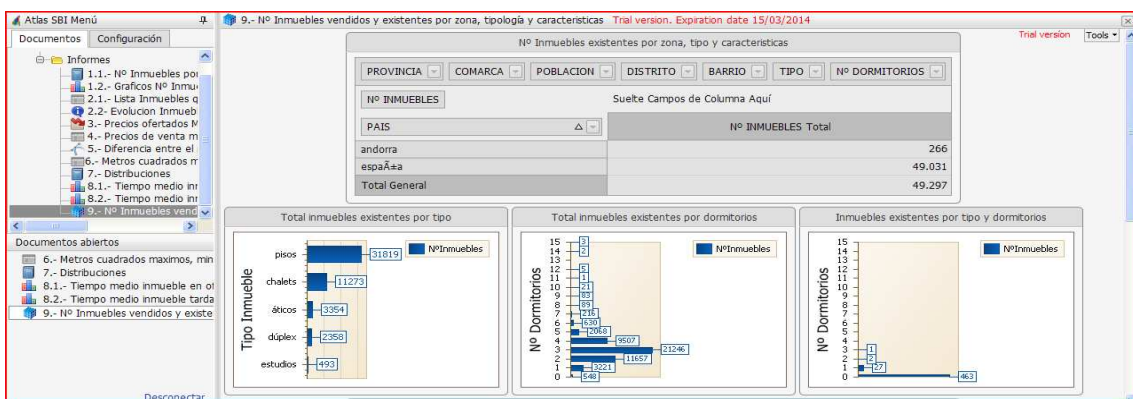 Atlas SBI Menú
9.- Nº Inmuebles vendidos y existentes por zona, tipología y caracteristicas Trial version. Expiration date 15/03/2014
Documentos Configuración
Trial version Tools
Informes
1.1.- Nº Inmuebles por
1.2.- Graficos Nº Inmu
2.1.- Lista Inmuebles q
2.2- Evolucion Inmueb
3.- Precios ofertados M
4.- Precios de venta m
5.- Diferencia entre el
6.- Metros cuadrados m
7.- Distribuciones
8.1.- Tiempo medio inr
8.2.- Tiempo medio inr
9.- Nº Inmuebles vend
Documentos abiertos
6.- Metros cuadrados maximos, min
7.- Distribuciones
8.1.- Tiempo medio inmueble en of
8.2.- Tiempo medio inmueble tarda
9.- Nº Inmuebles vendidos y existe
Desconectar
Nº Inmuebles existentes por zona, tipo y caracteristicas
PROVINCIA COMARCA POBLACION DISTRITO BARRIO TIPO Nº DORMITORIOS
Nº INMUEBLES Suelte Campos de Columna Aquí
PAIS Nº INMUEBLES Total
andorra 266
espaÃ±a 49.031
Total General 49.297
Total inmuebles existentes por tipo
NºInmuebles
Tipo Inmueble
pisos 31819
chalets 11273
áticos 3354
dúplex 2358
estudios 493
Total inmuebles existentes por dormitorios
NºInmuebles
Nº Dormitorios
15 3
14 2
13
12 5
11 1
10 21
9 83
8 89
7 216
6 630
5 2068
4 9507
3 21246
2 11657
1 3221
0 548
Inmuebles existentes por tipo y dormitorios
NºInmuebles
Nº Dormitorios
15
14
13
12
11
10
9
8
7
6
5
4
3 1
2 2
1 27
0 463